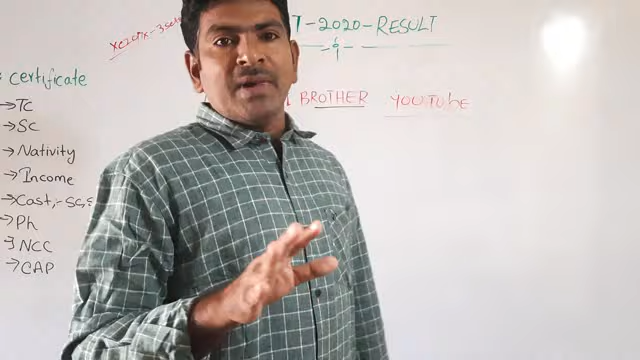 T-2020-RESULT
BROTHER YOUTUbe
certificate
→Tc
→SC
→Nativity
→Income
→Cast,-SC,S
→Ph
→NCC
→CAP